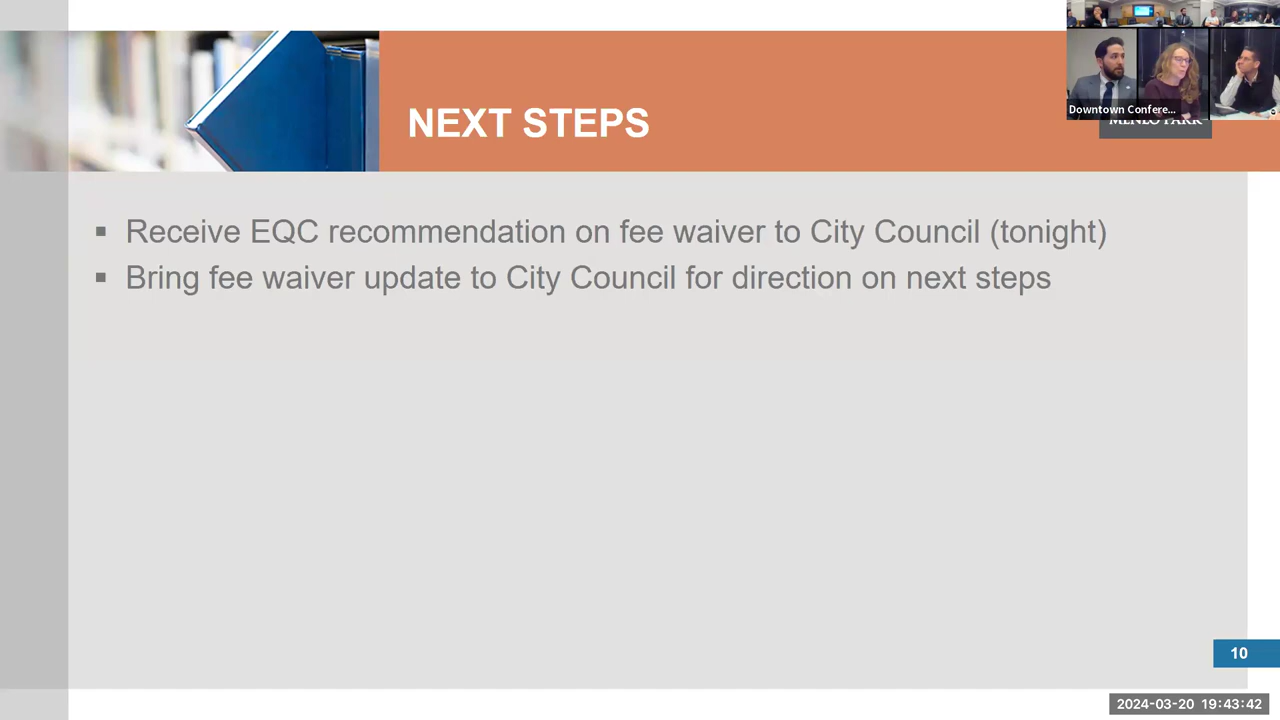 Downtown Confere...
MENLO PARK
NEXT STEPS
▪ Receive EQC recommendation on fee waiver to City Council (tonight)
▪ Bring fee waiver update to City Council for direction on next steps
10
2024-03-20 19:43:42